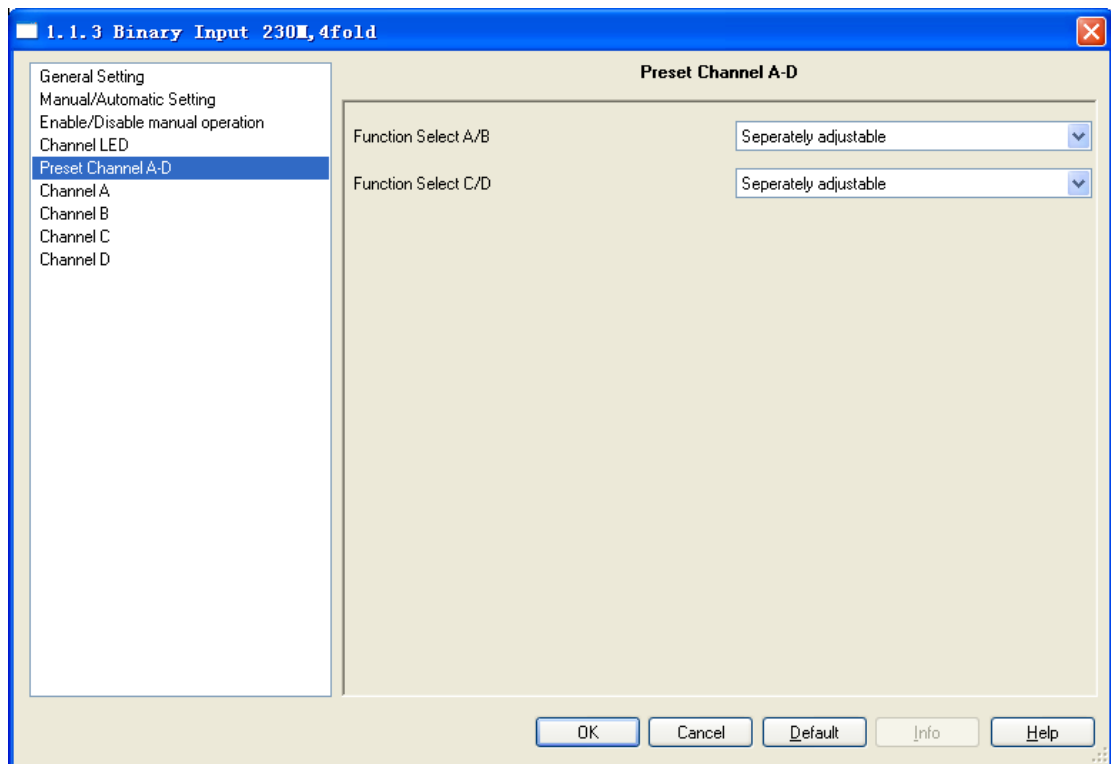 1.1.3 Binary Input 230M,4fold
General Setting
Manual/Automatic Setting
Enable/Disable manual operation
Channel LED
Preset Channel A-D
Channel A
Channel B
Channel C
Channel D
Preset Channel A-D
Function Select A/B
Seperately adjustable
Function Select C/D
Seperately adjustable
OK
Cancel
Default
Info
Help